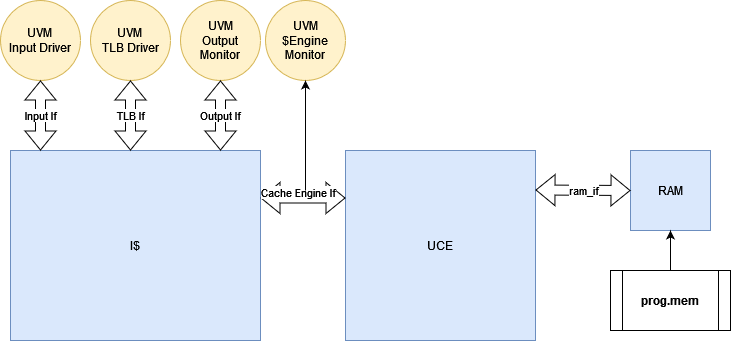 UVM
Input Driver
UVM
TLB Driver
UVM
Output
Monitor
UVM
$Engine
Monitor
Input If
TLB If
Output If
Cache Engine If
ram_if
I$
UCE
RAM
prog.mem